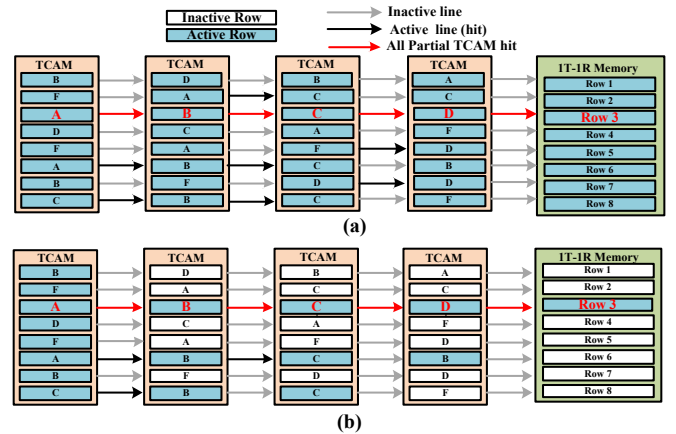 Inactive Row
Active Row
Inactive line
Active line (hit)
All Partial TCAM hit
TCAM TCAM TCAM TCAM 1T-1R Memory
B D B A Row 1
F A C C Row 2
A B C D Row 3
D C A F Row 4
F A F D Row 5
A B C B Row 6
B F D D Row 7
C B C F Row 8
(a)
TCAM TCAM TCAM TCAM 1T-1R Memory
B D B A Row 1
F A C C Row 2
A B C D Row 3
D C A F Row 4
F A F D Row 5
A B C B Row 6
B F D D Row 7
C B C F Row 8
(b)